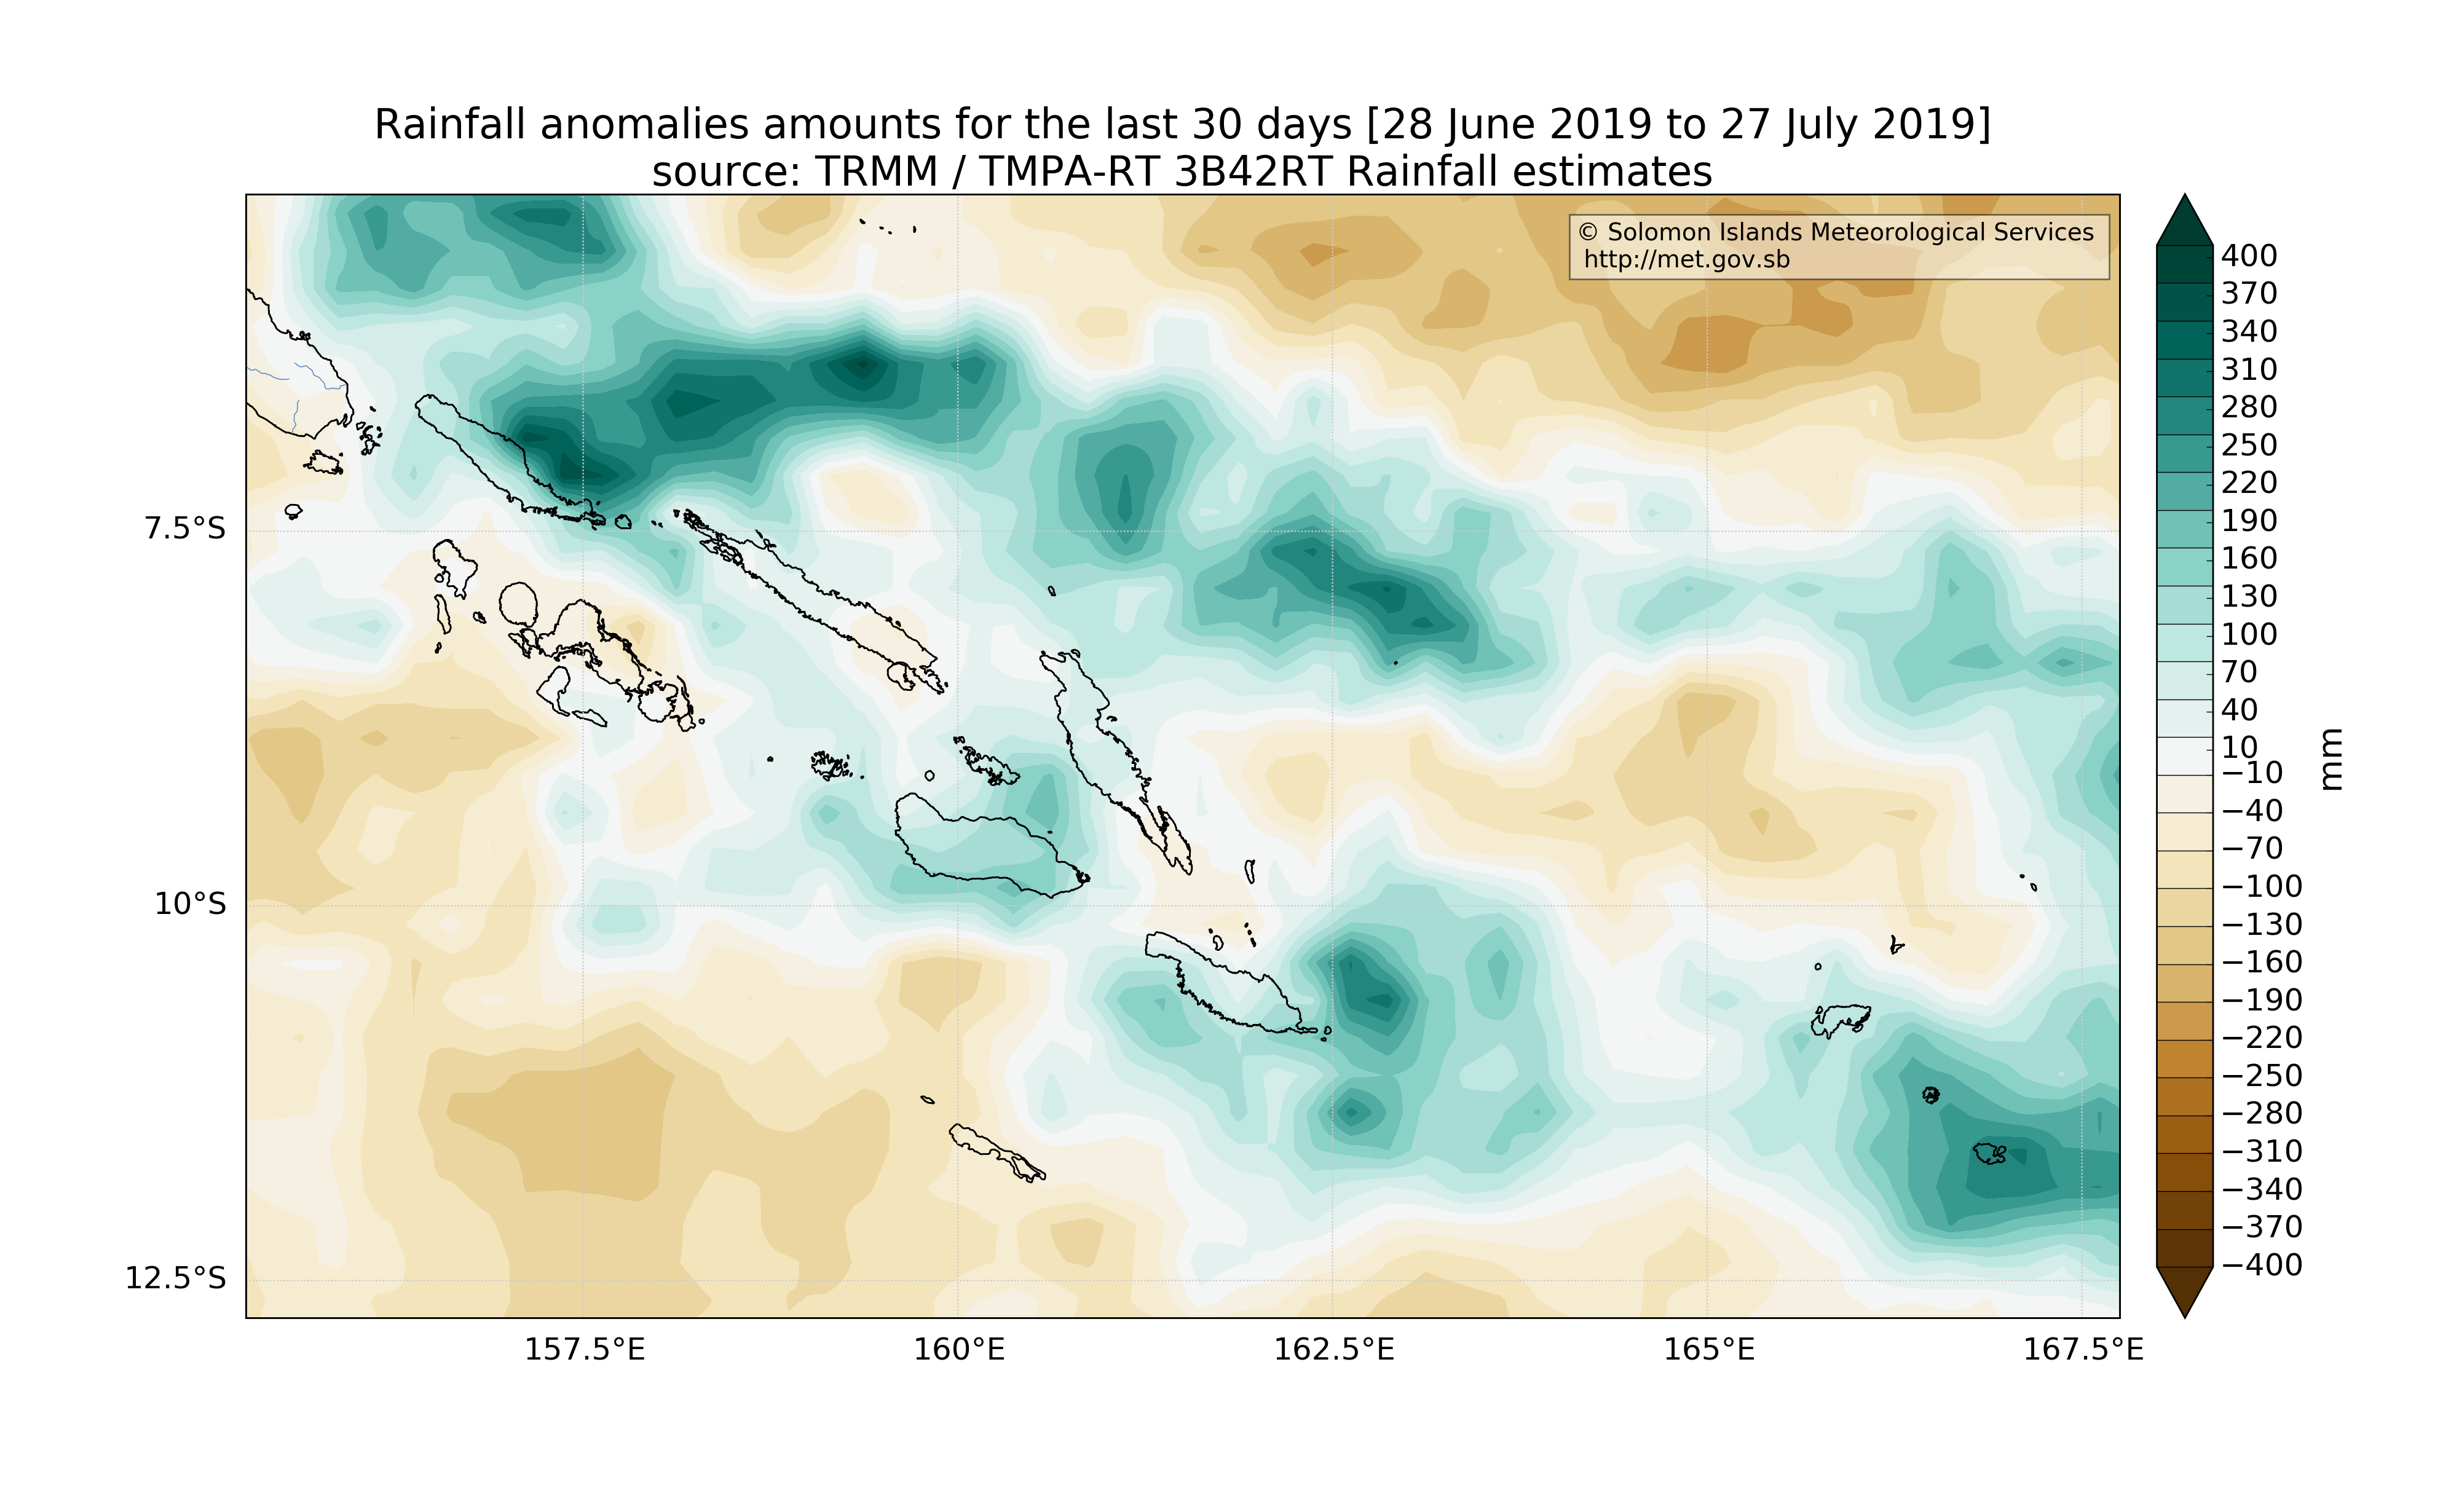 Rainfall anomalies amounts for the last 30 days [28 June 2019 to 27 July 2019]
source: TRMM / TMPA-RT 3B42RT Rainfall estimates
© Solomon Islands Meteorological Services
http://met.gov.sb
7.5°S
10°S
12.5°S
157.5°E
160°E
162.5°E
165°E
167.5°E
400
370
340
310
280
250
220
190
160
130
100
70
40
10
−10
−40
−70
−100
−130
−160
−190
−220
−250
−280
−310
−340
−370
−400
mm